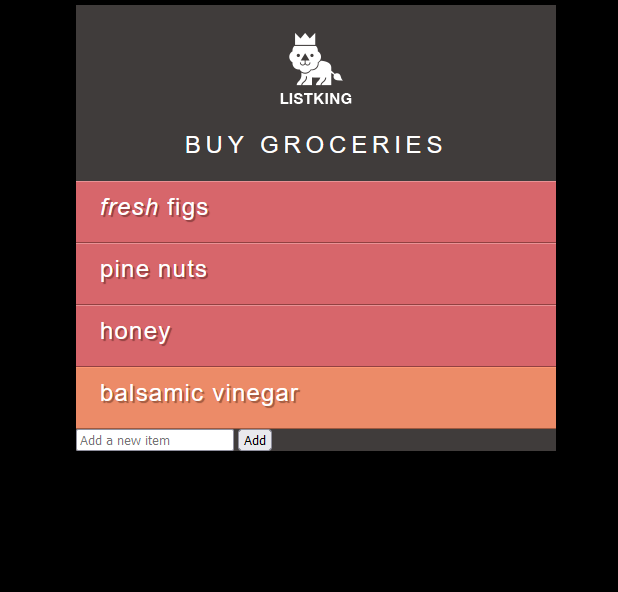 LISTKING
BUY GROCERIES
fresh figs
pine nuts
honey
balsamic vinegar
Add a new item Add